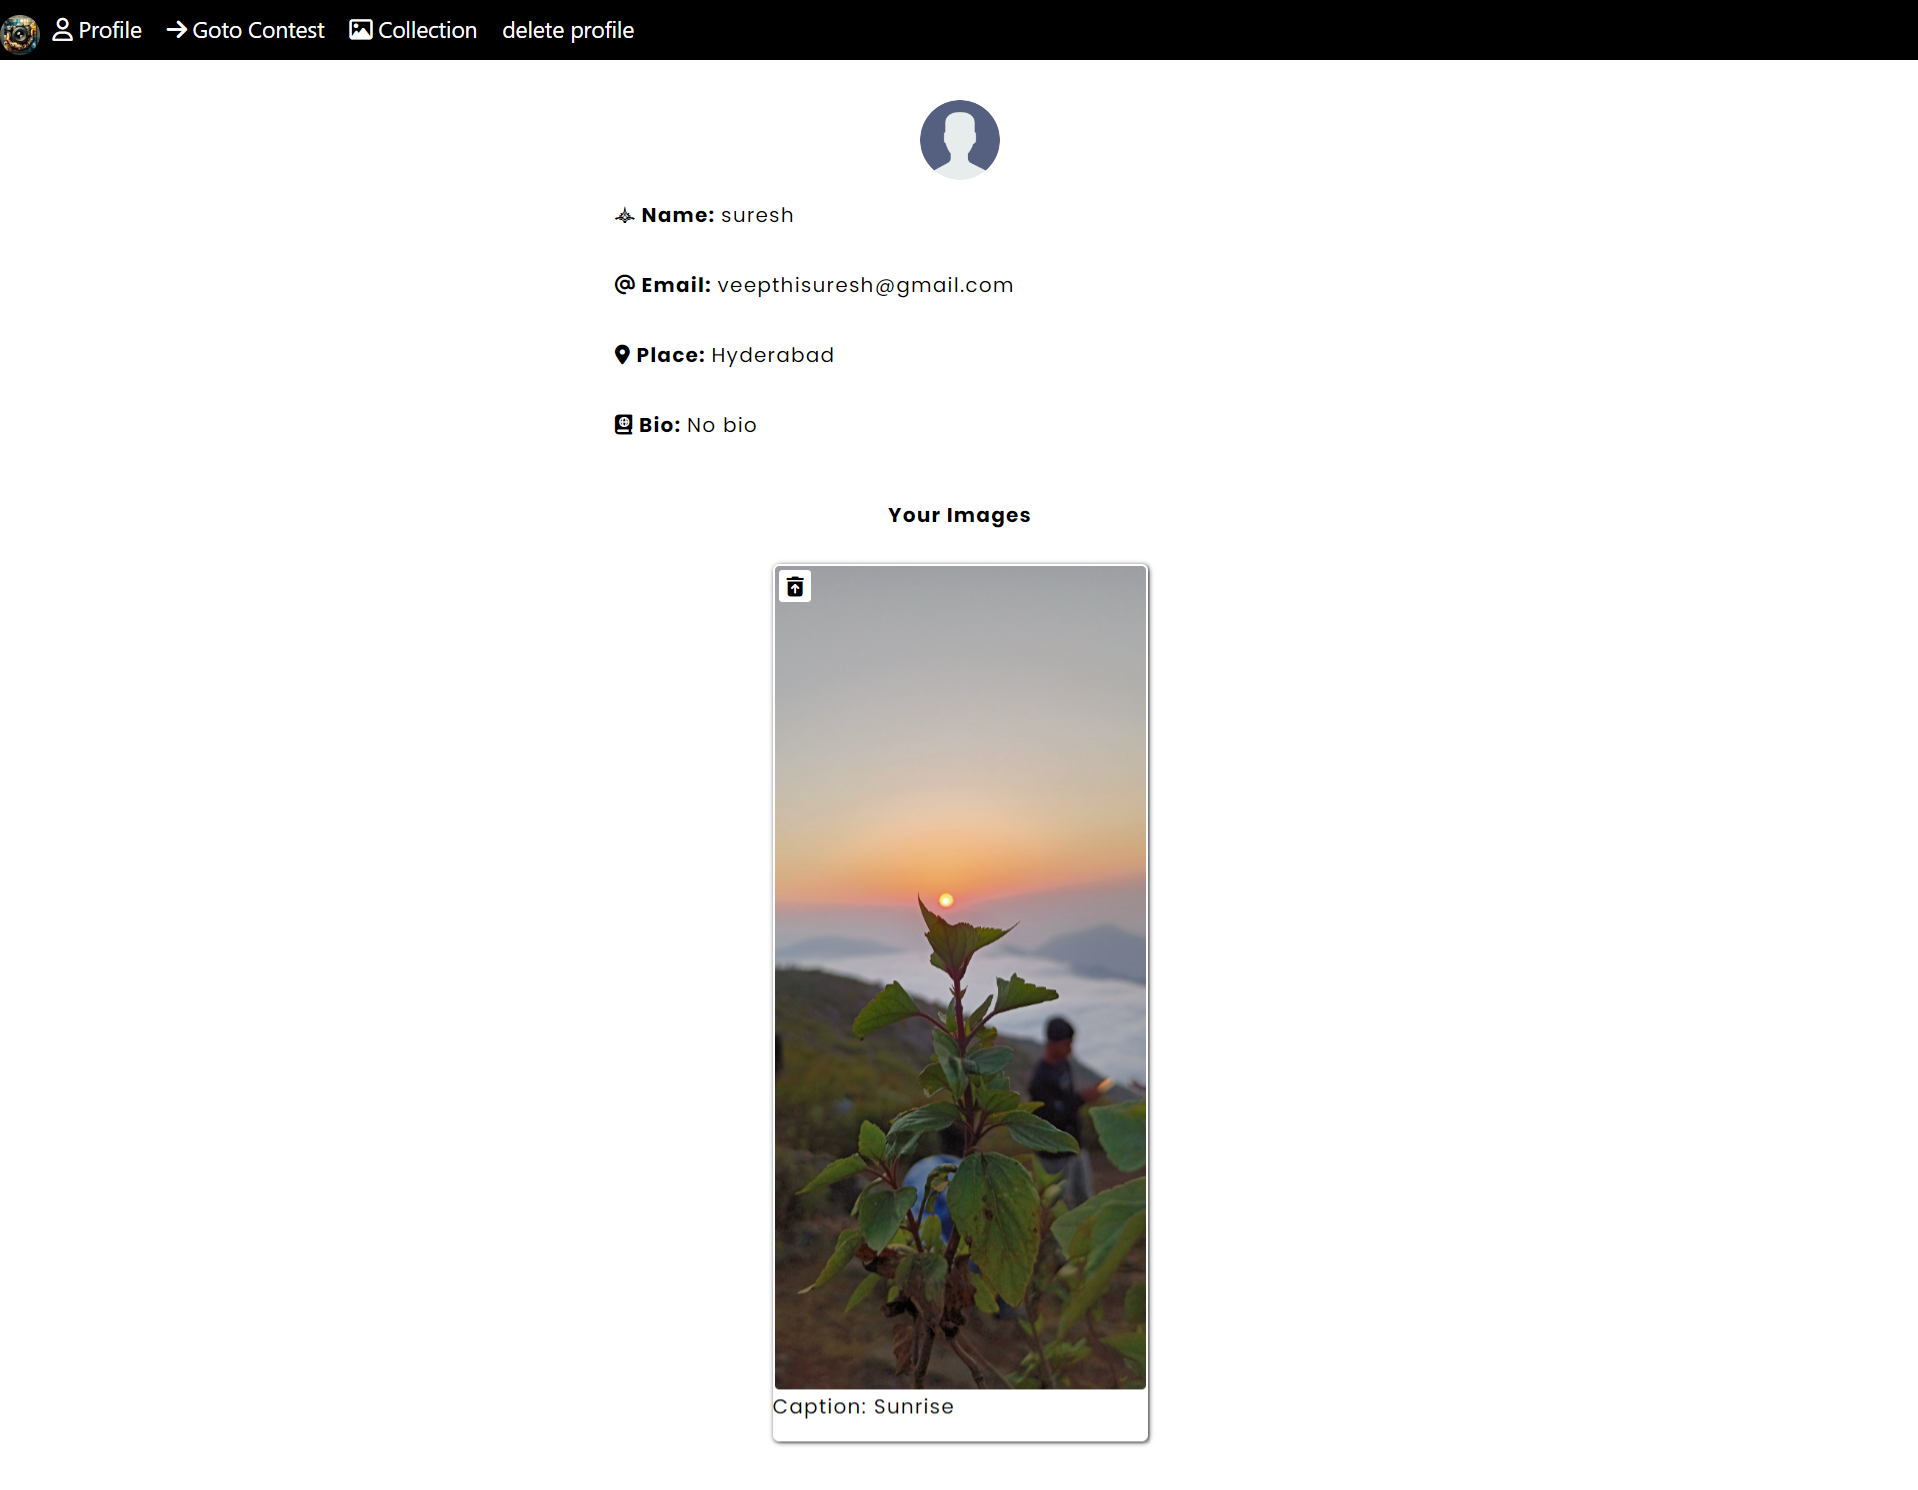 Profile Goto Contest Collection delete profile
Name: suresh
Email: veepthisuresh@gmail.com
Place: Hyderabad
Bio: No bio
Your Images
Caption: Sunrise